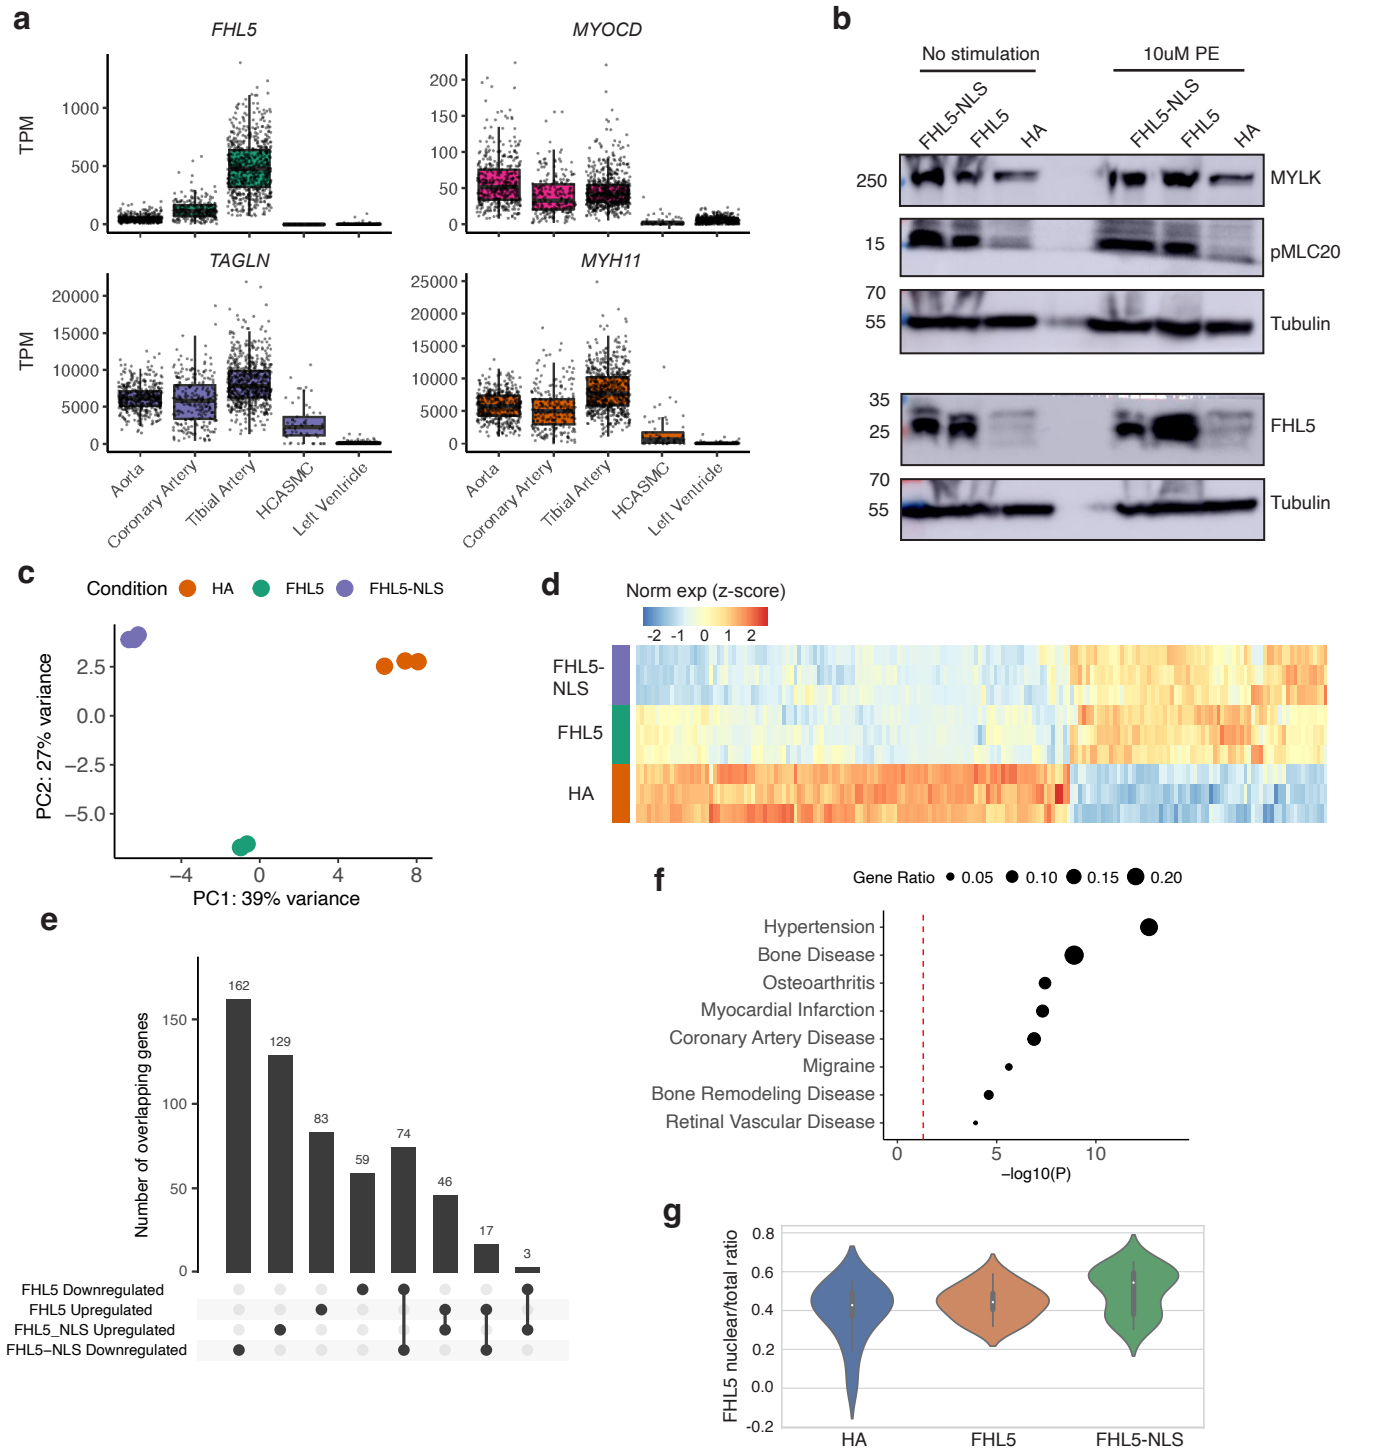 a
FHL5
MYOCD
TPM
1000
500
0
200
150
100
50
0
TAGLN
MYH11
TPM
20000
15000
10000
5000
0
25000
20000
15000
10000
5000
0
Aorta
Coronary Artery
Tibial Artery
HCASMC
Left Ventricle
Aorta
Coronary Artery
Tibial Artery
HCASMC
Left Ventricle
b
No stimulation
10uM PE
FHL5-NLS
FHL5
HA
FHL5-NLS
FHL5
HA
250
MYLK
15
pMLC20
70
55
Tubulin
35
25
FHL5
70
55
Tubulin
c
Condition HA FHL5 FHL5-NLS
PC2: 27% variance
2.5
0.0
−2.5
−5.0
−4 0 4 8
PC1: 39% variance
d
Norm exp (z-score)
-2 -1 0 1 2
FHL5-
NLS
FHL5
HA
e
Number of overlapping genes
150
100
50
0
162
129
83
59
74
46
17
3
FHL5 Downregulated
FHL5 Upregulated
FHL5_NLS Upregulated
FHL5−NLS Downregulated
f
Gene Ratio 0.05 0.10 0.15 0.20
Hypertension
Bone Disease
Osteoarthritis
Myocardial Infarction
Coronary Artery Disease
Migraine
Bone Remodeling Disease
Retinal Vascular Disease
0 5 10
−log10(P)
g
FHL5 nuclear/total ratio
0.8
0.6
0.4
0.2
0.0
-0.2
HA FHL5 FHL5-NLS